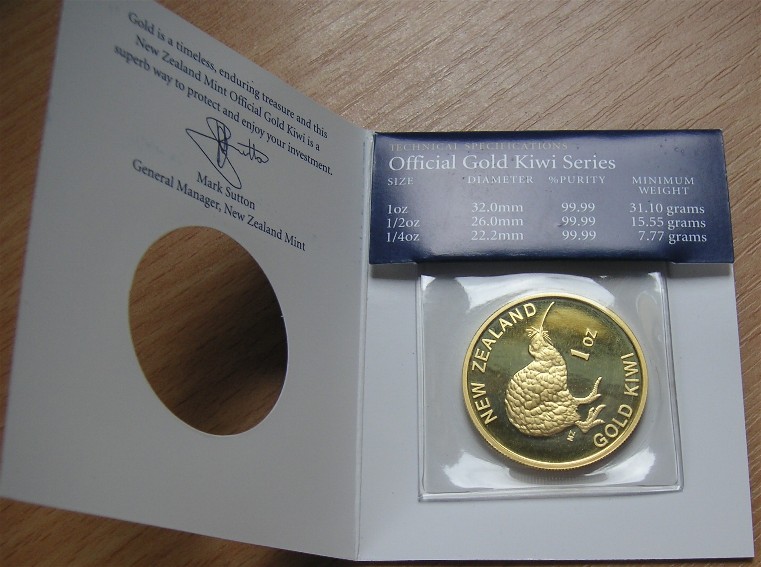 Gold is a timeless, enduring treasure and this
New Zealand Mint Official Gold Kiwi is a
superb way to protect and enjoy your investment.
Mark Sutton
General Manager, New Zealand Mint
TECHNICAL SPECIFICATIONS
Official Gold Kiwi Series
SIZE DIAMETER %PURITY MINIMUM WEIGHT
1oz 32.0mm 99.99 31.10 grams
1/2oz 26.0mm 99.99 15.55 grams
1/4oz 22.2mm 99.99 7.77 grams
NEW ZEALAND
1 OZ
GOLD KIWI
NZ